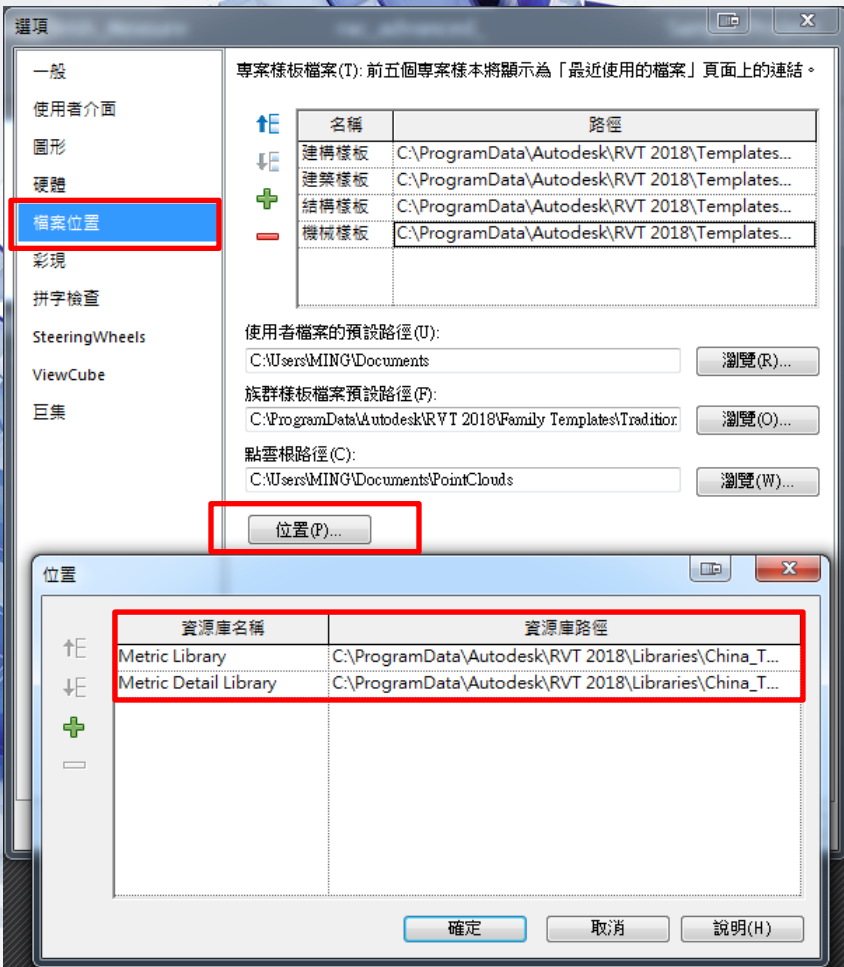 選項
一般
使用者介面
圖形
硬體
檔案位置
彩現
拼字檢查
SteeringWheels
ViewCube
巨集
專案樣板檔案(T): 前五個專案樣本將顯示為「最近使用的檔案」頁面上的連結。
名稱 路徑
建構樣板 C:\ProgramData\Autodesk\RVT 2018\Templates...
建築樣板 C:\ProgramData\Autodesk\RVT 2018\Templates...
結構樣板 C:\ProgramData\Autodesk\RVT 2018\Templates...
機械樣板 C:\ProgramData\Autodesk\RVT 2018\Templates...
使用者檔案的預設路徑(U):
C:\Users\MING\Documents 瀏覽(R)...
族群樣板檔案預設路徑(F):
C:\ProgramData\Autodesk\RVT 2018\Family Templates\Tradition 瀏覽(O)...
點雲根路徑(C):
C:\Users\MING\Documents\PointClouds 瀏覽(W)...
位置(P)...
位置
資源庫名稱 資源庫路徑
Metric Library C:\ProgramData\Autodesk\RVT 2018\Libraries\China_T...
Metric Detail Library C:\ProgramData\Autodesk\RVT 2018\Libraries\China_T...
確定 取消 說明(H)